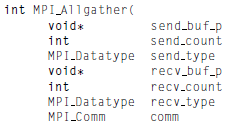 int MPI_Allgather(
void* send_buf_p
int send_count
MPI_Datatype send_type
void* recv_buf_p
int recv_count
MPI_Datatype recv_type
MPI_Comm comm